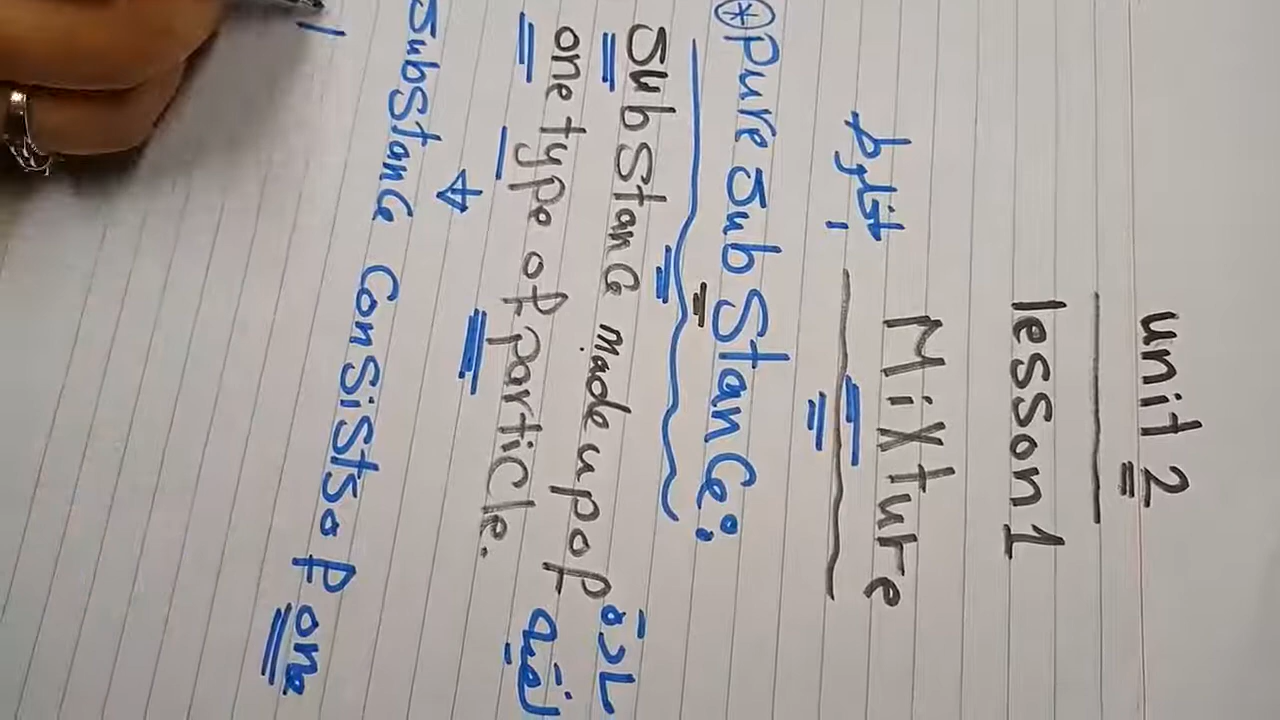 unit 2
lesson 1
Mixture
اختلاط
* Pure Substance:
Substance made up of مادة
one type of particle. نقية
Substance Consists of one